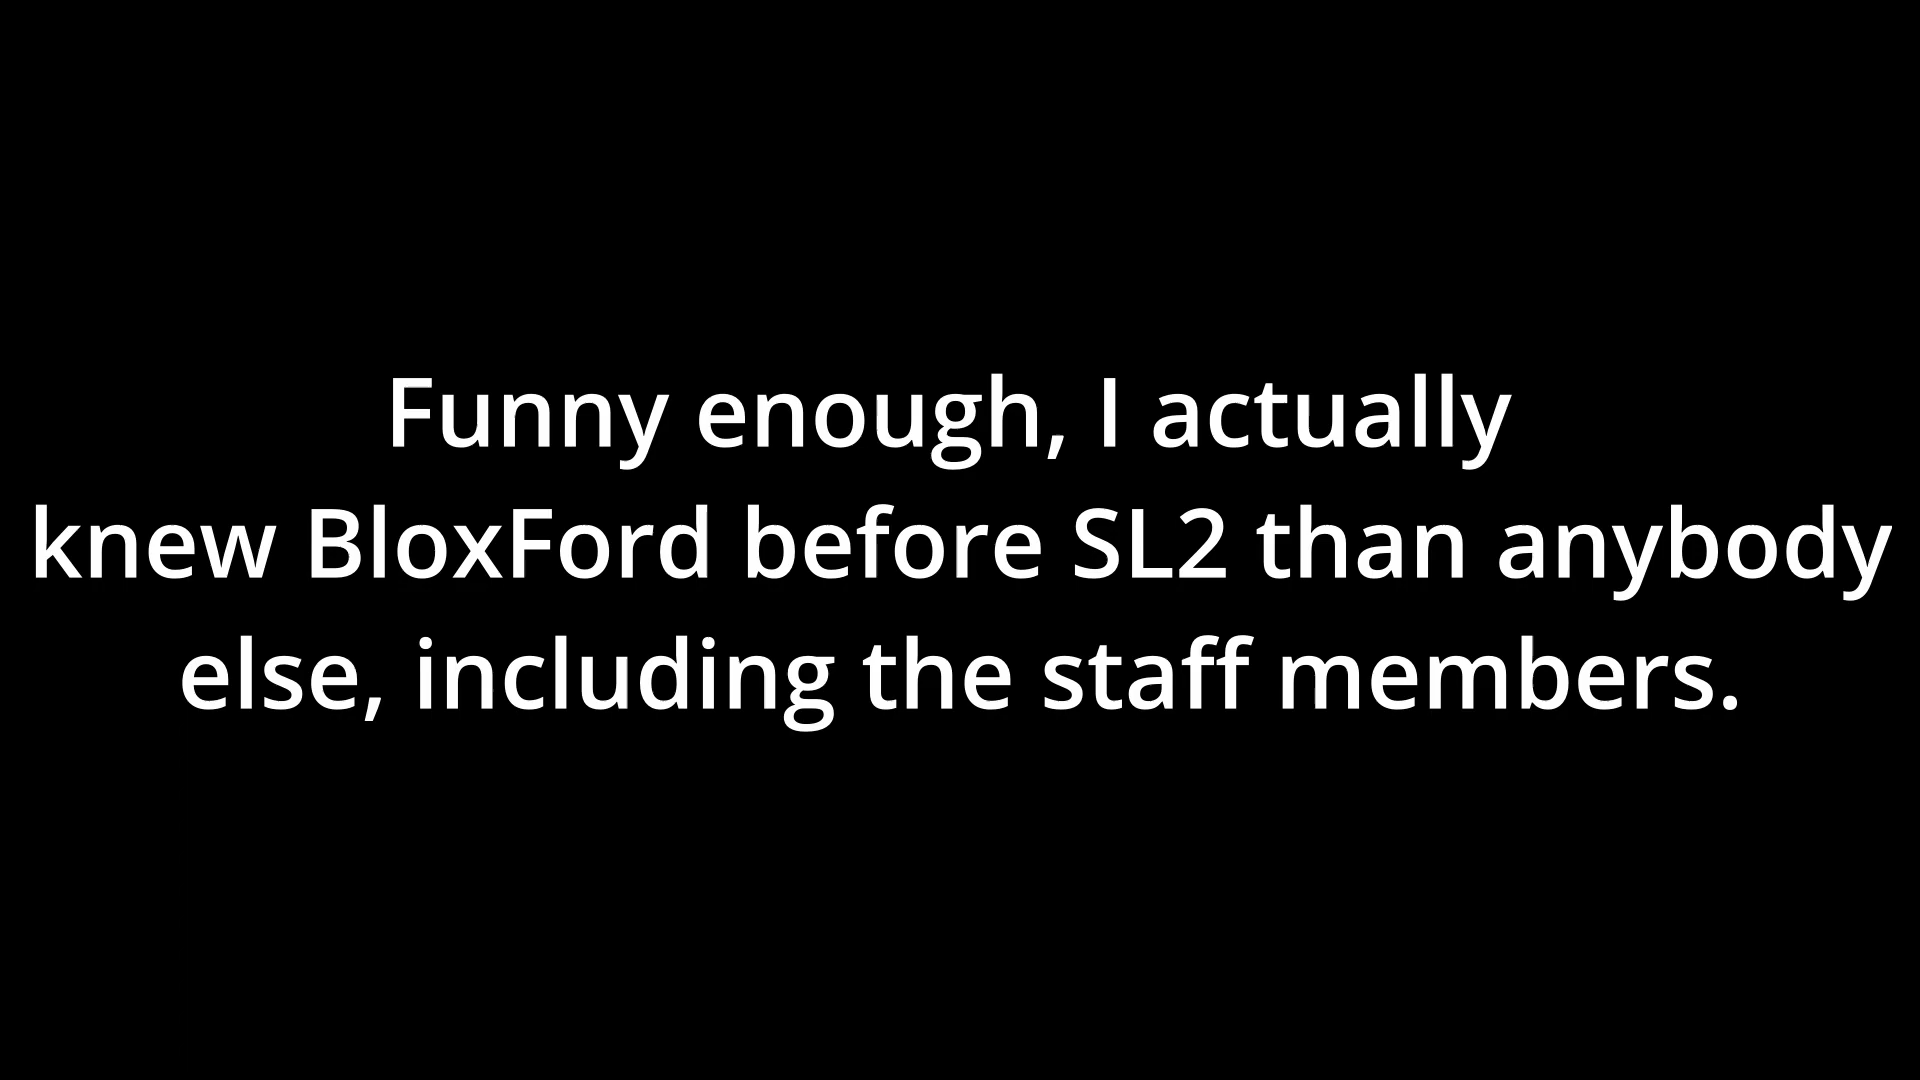 Funny enough, I actually
knew BloxFord before SL2 than anybody
else, including the staff members.